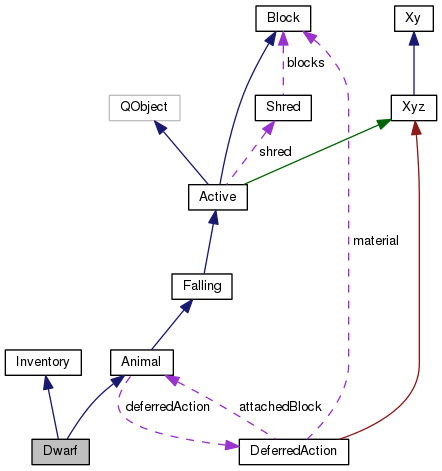 Block
Xy
blocks
QObject
Shred
Xyz
shred
Active
material
Falling
Inventory
Animal
deferredAction
attachedBlock
Dwarf
DeferredAction